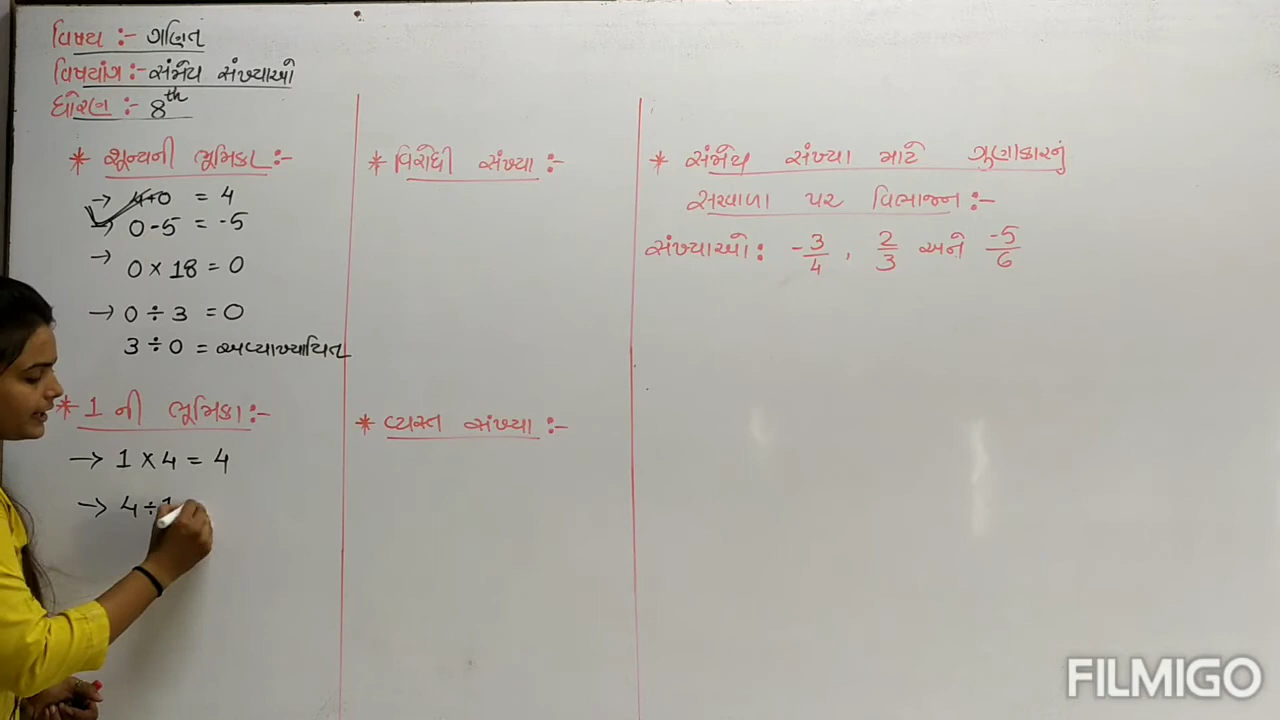 વિષય :- ગણિત
વિષયાંગ :- સંમેય સંખ્યાઓ
ધોરણ :- 8th
* શૂન્યની ભૂમિકા :-
→ 4+0 = 4
→ 0-5 = -5
→ 0 × 18 = 0
→ 0 ÷ 3 = 0
3 ÷ 0 = અવ્યાખ્યાયિત
* 1 ની ભૂમિકા :-
→ 1 × 4 = 4
→ 4 ÷ 1
* વિરોધી સંખ્યા :-
* વ્યસ્ત સંખ્યા :-
* સંમેય સંખ્યા માટે ગુણાકારનું
સરવાળા પર વિભાજન :-
સંખ્યાઓ : -3/4 , 2/3 અને -5/6
FILMIGO